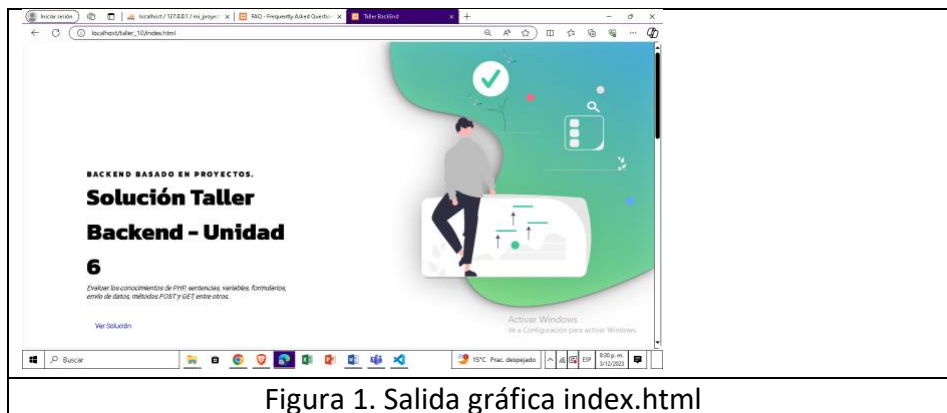 Iniciar sesión
localhost / 127.0.0.1 / mi_proyec
FAQ - Frequently Asked Question
Taller BackEnd
localhost/taller_10/index.html
BACKEND BASADO EN PROYECTOS.
Solución Taller
Backend - Unidad
6
Evaluar los conocimientos de PHP, sentencias, variables, formularios,
envío de datos, métodos POST y GET, entre otros.
Ver Solución
Activar Windows
Ve a Configuración para activar Windows.
Buscar
15°C Prac. despejado
ESP
8:30 p. m.
3/12/2023
Figura 1. Salida gráfica index.html